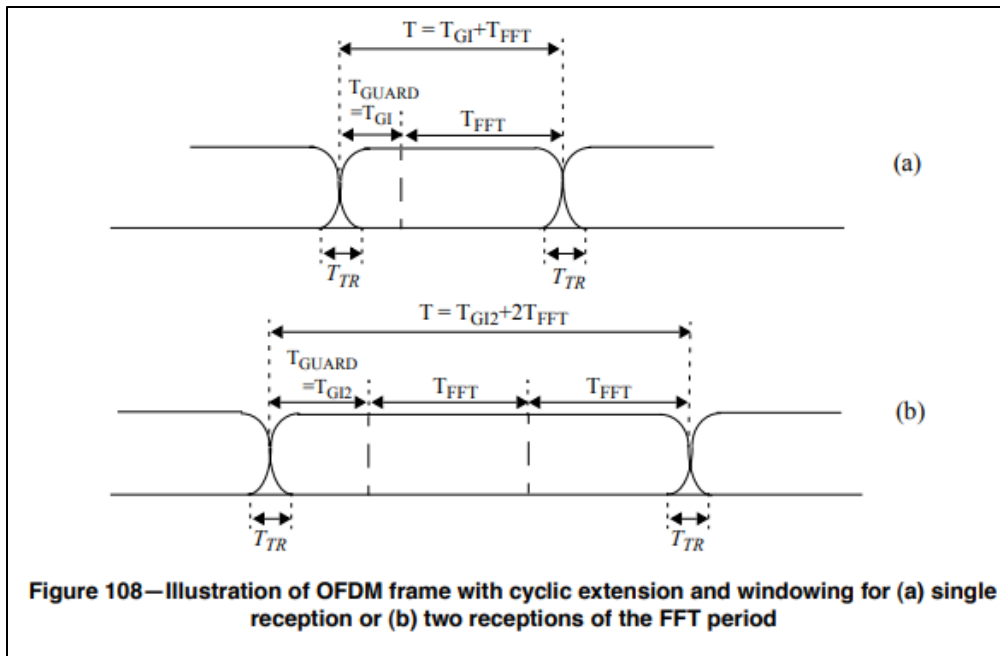 T = TGI+TFFT
TGUARD
=TGI
TFFT
(a)
TTR
TTR
T = TGI2+2TFFT
TGUARD
=TGI2
TFFT
TFFT
(b)
TTR
TTR
Figure 108—Illustration of OFDM frame with cyclic extension and windowing for (a) single
reception or (b) two receptions of the FFT period